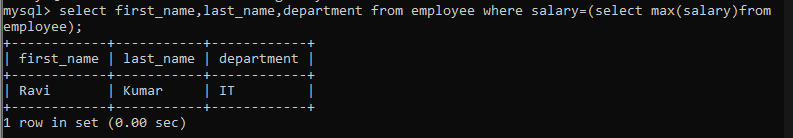 mysql> select first_name,last_name,department from employee where salary=(select max(salary)from
employee);
+------------+-----------+------------+
| first_name | last_name | department |
+------------+-----------+------------+
| Ravi       | Kumar     | IT         |
+------------+-----------+------------+
1 row in set (0.00 sec)